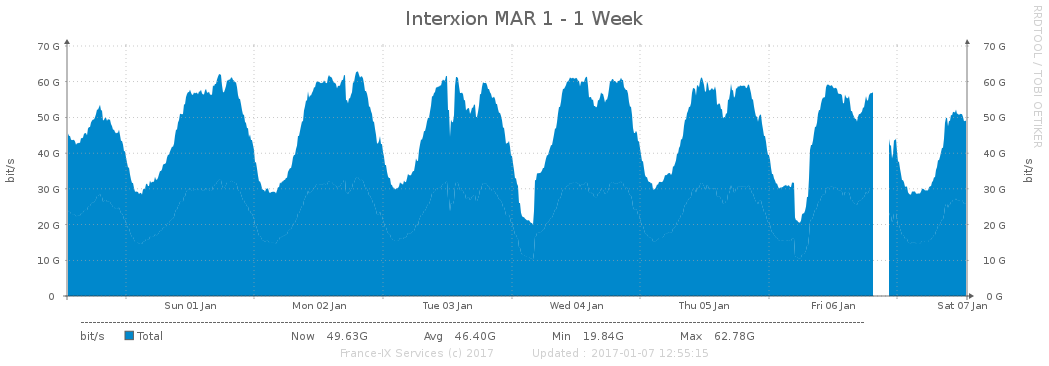 Interxion MAR 1 - 1 Week
RRDTOOL / TOBI OETIKER
70 G 70 G
60 G 60 G
50 G 50 G
40 G 40 G
30 G 30 G
20 G 20 G
10 G 10 G
0 0 G
bit/s bit/s
Sun 01 Jan Mon 02 Jan Tue 03 Jan Wed 04 Jan Thu 05 Jan Fri 06 Jan Sat 07 Jan
bit/s Total Now 49.63G Avg 46.40G Min 19.84G Max 62.78G
France-IX Services (c) 2017 Updated : 2017-01-07 12:55:15